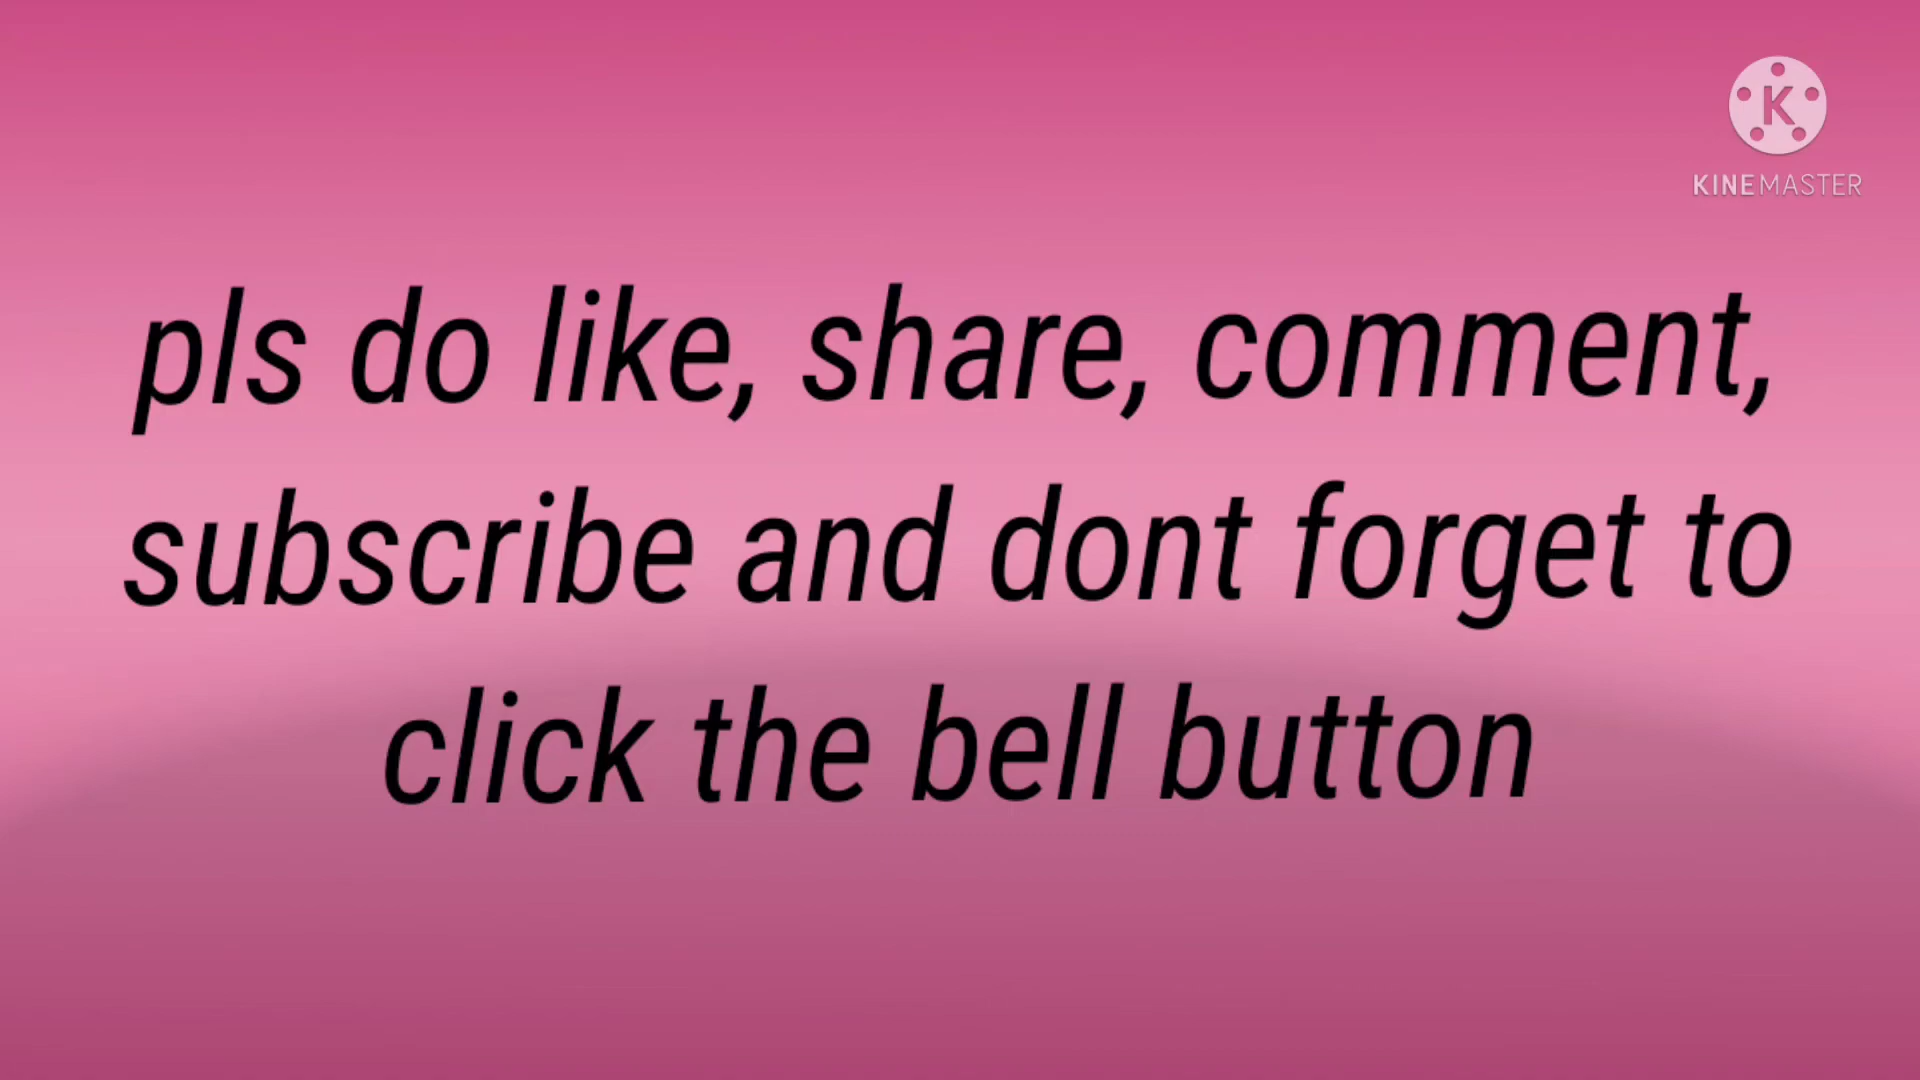 K
KINEMASTER
pls do like, share, comment,
subscribe and dont forget to
click the bell button